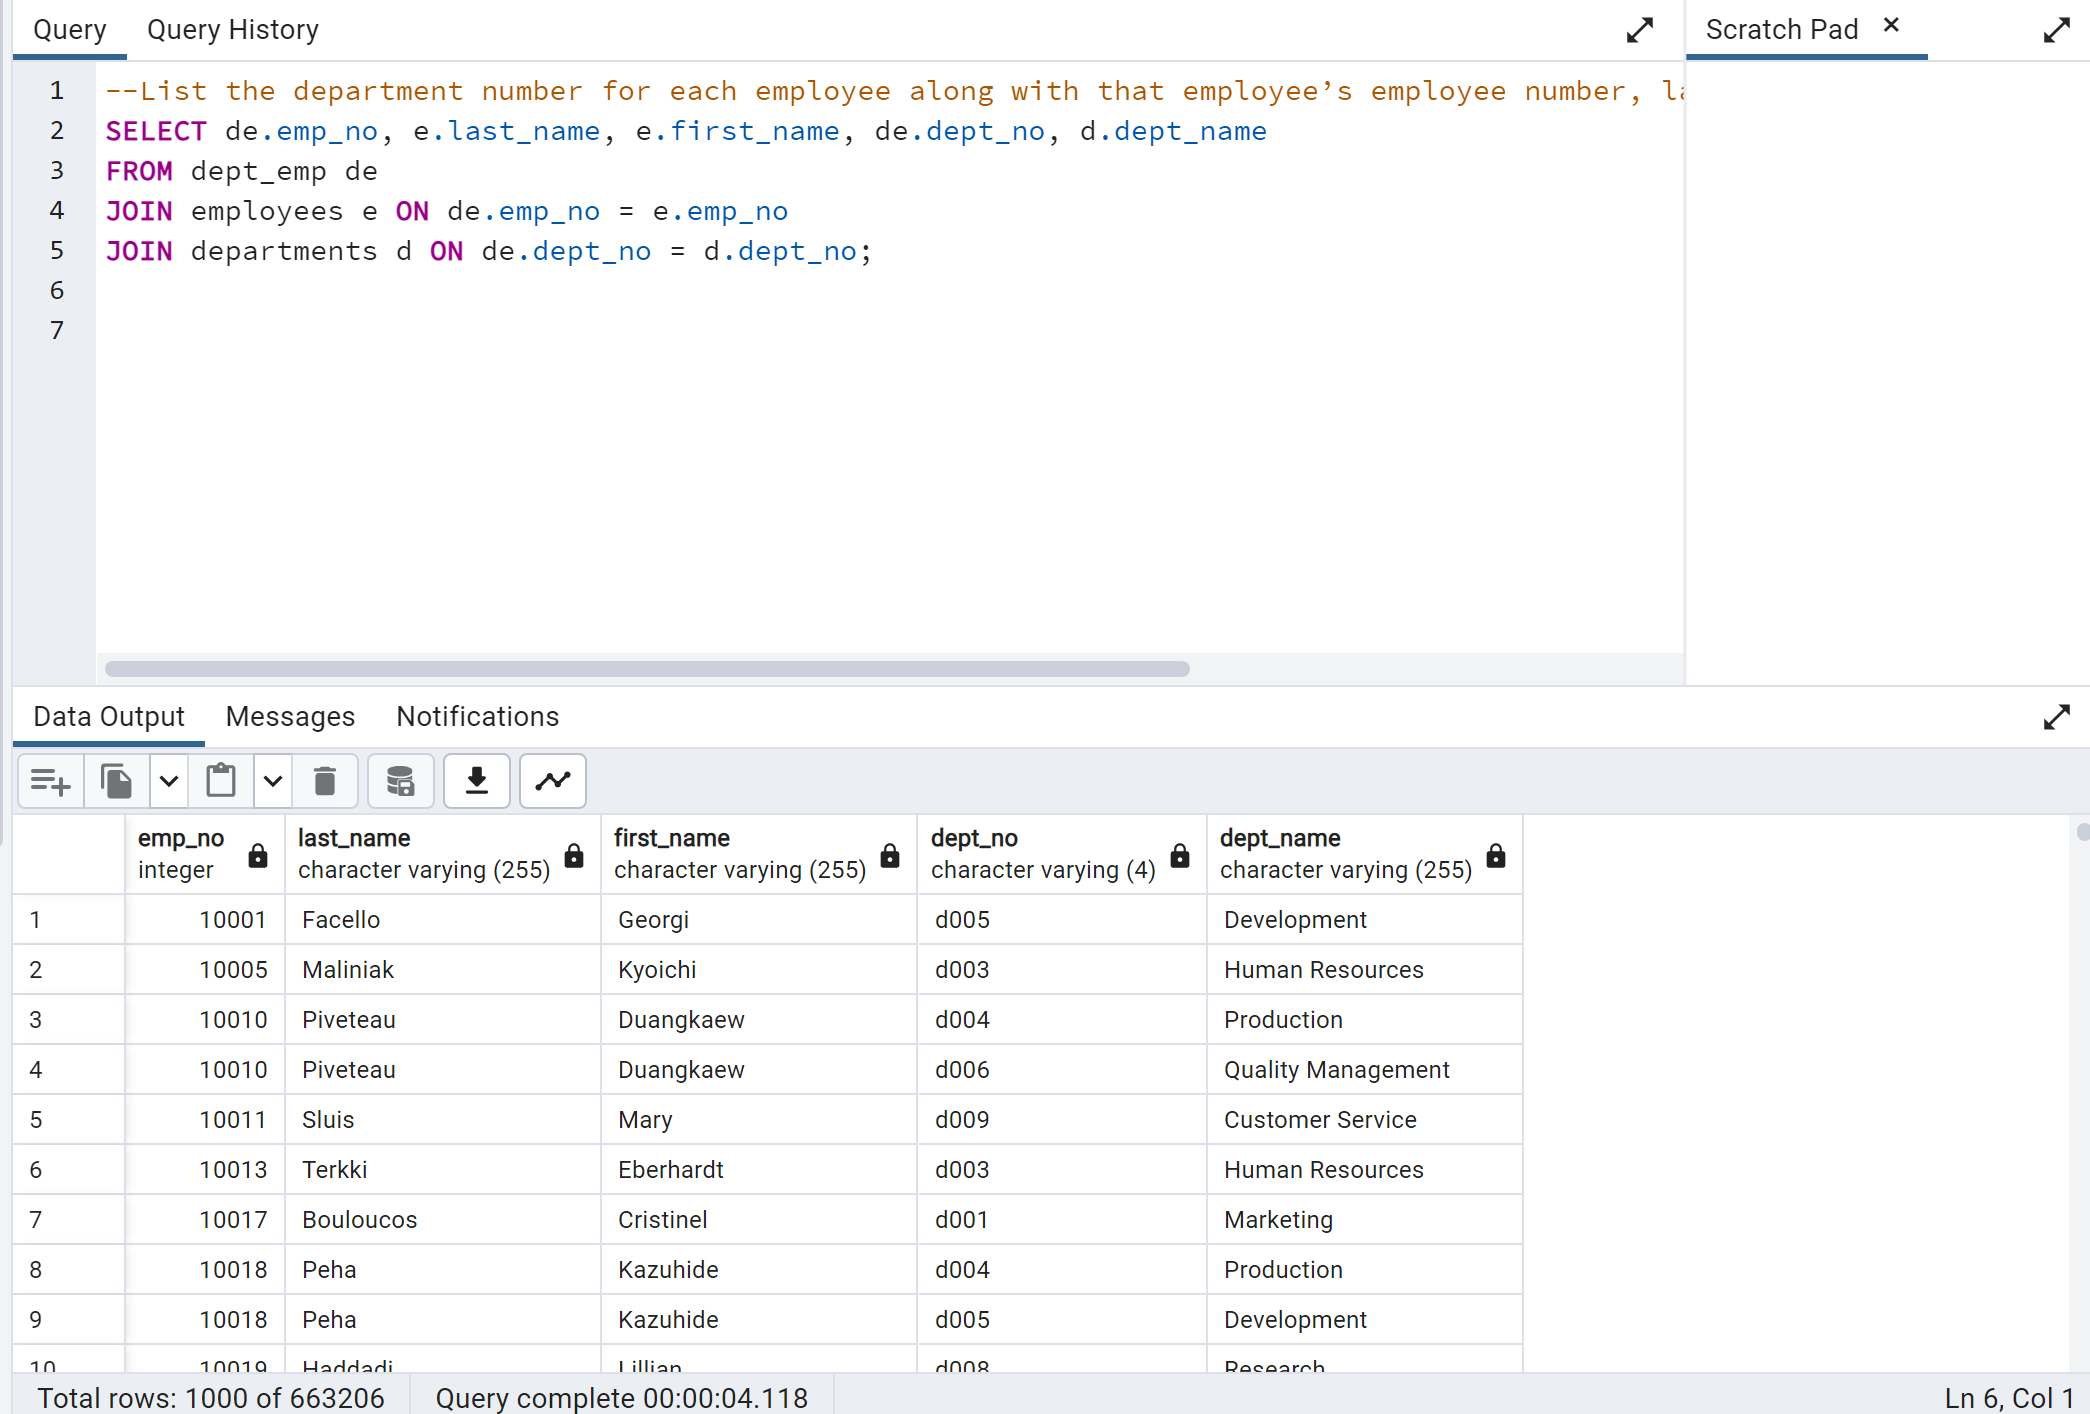 Query Query History Scratch Pad
1 --List the department number for each employee along with that employee’s employee number,
2 SELECT de.emp_no, e.last_name, e.first_name, de.dept_no, d.dept_name
3 FROM dept_emp de
4 JOIN employees e ON de.emp_no = e.emp_no
5 JOIN departments d ON de.dept_no = d.dept_no;
6
7
Data Output Messages Notifications
emp_no last_name first_name dept_no dept_name
integer character varying (255) character varying (255) character varying (4) character varying (255)
1 10001 Facello Georgi d005 Development
2 10005 Maliniak Kyoichi d003 Human Resources
3 10010 Piveteau Duangkaew d004 Production
4 10010 Piveteau Duangkaew d006 Quality Management
5 10011 Sluis Mary d009 Customer Service
6 10013 Terkki Eberhardt d003 Human Resources
7 10017 Bouloucos Cristinel d001 Marketing
8 10018 Peha Kazuhide d004 Production
9 10018 Peha Kazuhide d005 Development
10 10019 Haddadi Lillian d008 Research
Total rows: 1000 of 663206 Query complete 00:00:04.118 Ln 6, Col 1